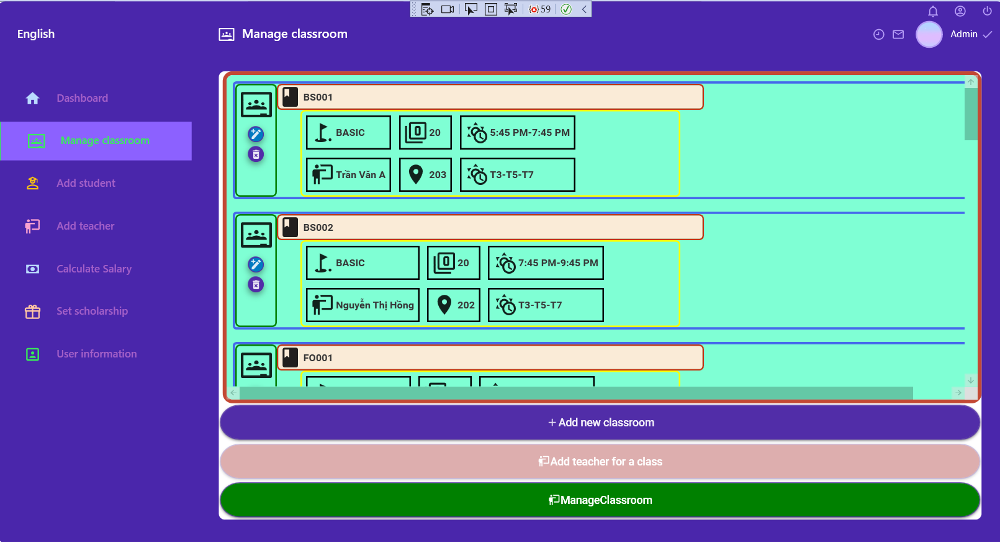 59
English
Manage classroom
Admin
Dashboard
Manage classroom
Add student
Add teacher
Calculate Salary
Set scholarship
User information
BS001
BASIC
20
5:45 PM-7:45 PM
Trần Văn A
203
T3-T5-T7
BS002
BASIC
20
7:45 PM-9:45 PM
Nguyễn Thị Hồng
202
T3-T5-T7
FO001
+ Add new classroom
Add teacher for a class
ManageClassroom